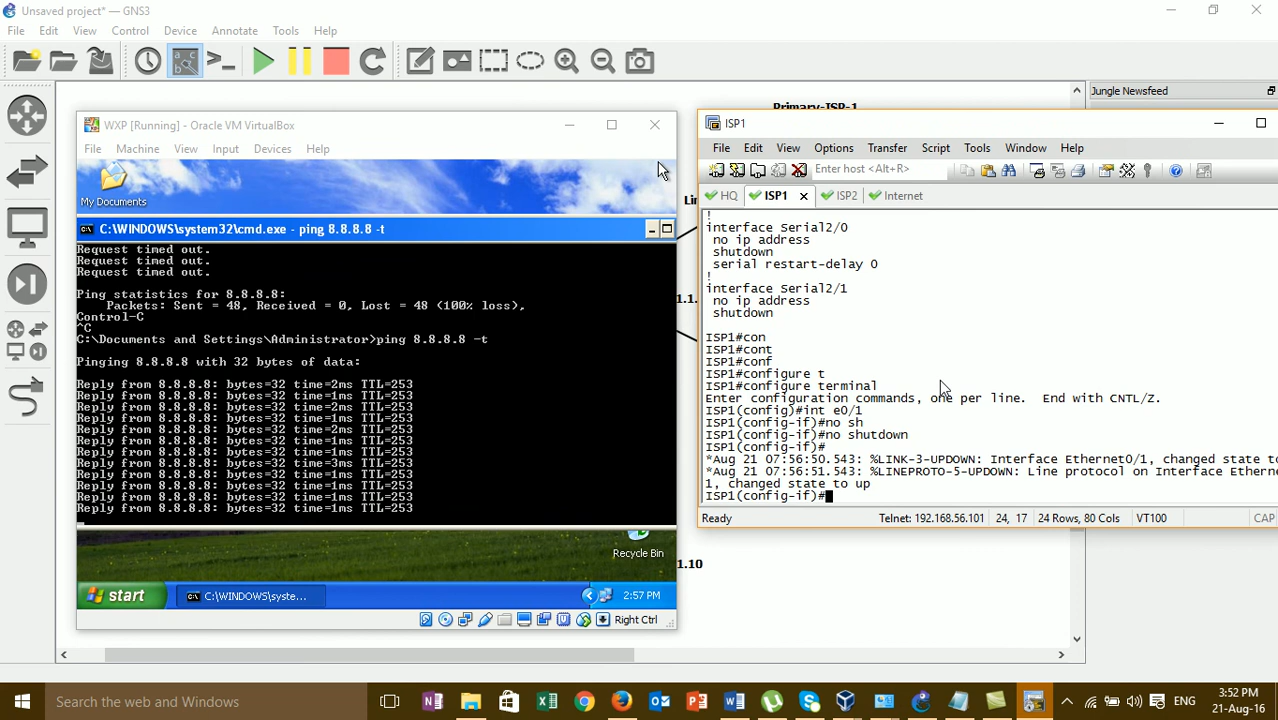 Unsaved project* — GNS3
File Edit View Control Device Annotate Tools Help
Primary-ISP-1
Jungle Newsfeed
WXP [Running] - Oracle VM VirtualBox
File Machine View Input Devices Help
My Documents
C:\WINDOWS\system32\cmd.exe - ping 8.8.8.8 -t
Request timed out.
Request timed out.
Request timed out.
Ping statistics for 8.8.8.8:
Packets: Sent = 48, Received = 0, Lost = 48 (100% loss),
Control-C
^C
C:\Documents and Settings\Administrator>ping 8.8.8.8 -t
Pinging 8.8.8.8 with 32 bytes of data:
Reply from 8.8.8.8: bytes=32 time=2ms TTL=253
Reply from 8.8.8.8: bytes=32 time=1ms TTL=253
Reply from 8.8.8.8: bytes=32 time=1ms TTL=253
Reply from 8.8.8.8: bytes=32 time=2ms TTL=253
Reply from 8.8.8.8: bytes=32 time=2ms TTL=253
Reply from 8.8.8.8: bytes=32 time=1ms TTL=253
Reply from 8.8.8.8: bytes=32 time=1ms TTL=253
Reply from 8.8.8.8: bytes=32 time=3ms TTL=253
Reply from 8.8.8.8: bytes=32 time=1ms TTL=253
Reply from 8.8.8.8: bytes=32 time=1ms TTL=253
Reply from 8.8.8.8: bytes=32 time=1ms TTL=253
Reply from 8.8.8.8: bytes=32 time=1ms TTL=253
Recycle Bin
start
C:\WINDOWS\syste...
2:57 PM
Right Ctrl
Lin
1.1.
1.10
ISP1
File Edit View Options Transfer Script Tools Window Help
Enter host <Alt+R>
HQ ISP1 ISP2 Internet
!
interface Serial2/0
no ip address
shutdown
serial restart-delay 0
!
interface Serial2/1
no ip address
shutdown
ISP1#con
ISP1#cont
ISP1#conf
ISP1#configure t
ISP1#configure terminal
Enter configuration commands, one per line. End with CNTL/Z.
ISP1(config)#int e0/1
ISP1(config-if)#no sh
ISP1(config-if)#no shutdown
ISP1(config-if)#
*Aug 21 07:56:50.543: %LINK-3-UPDOWN: Interface Ethernet0/1, changed state to
*Aug 21 07:56:51.543: %LINEPROTO-5-UPDOWN: Line protocol on Interface Etherne
1, changed state to up
ISP1(config-if)#
Ready Telnet: 192.168.56.101 24, 17 24 Rows, 80 Cols VT100 CAP
Search the web and Windows
ENG
3:52 PM
21-Aug-16